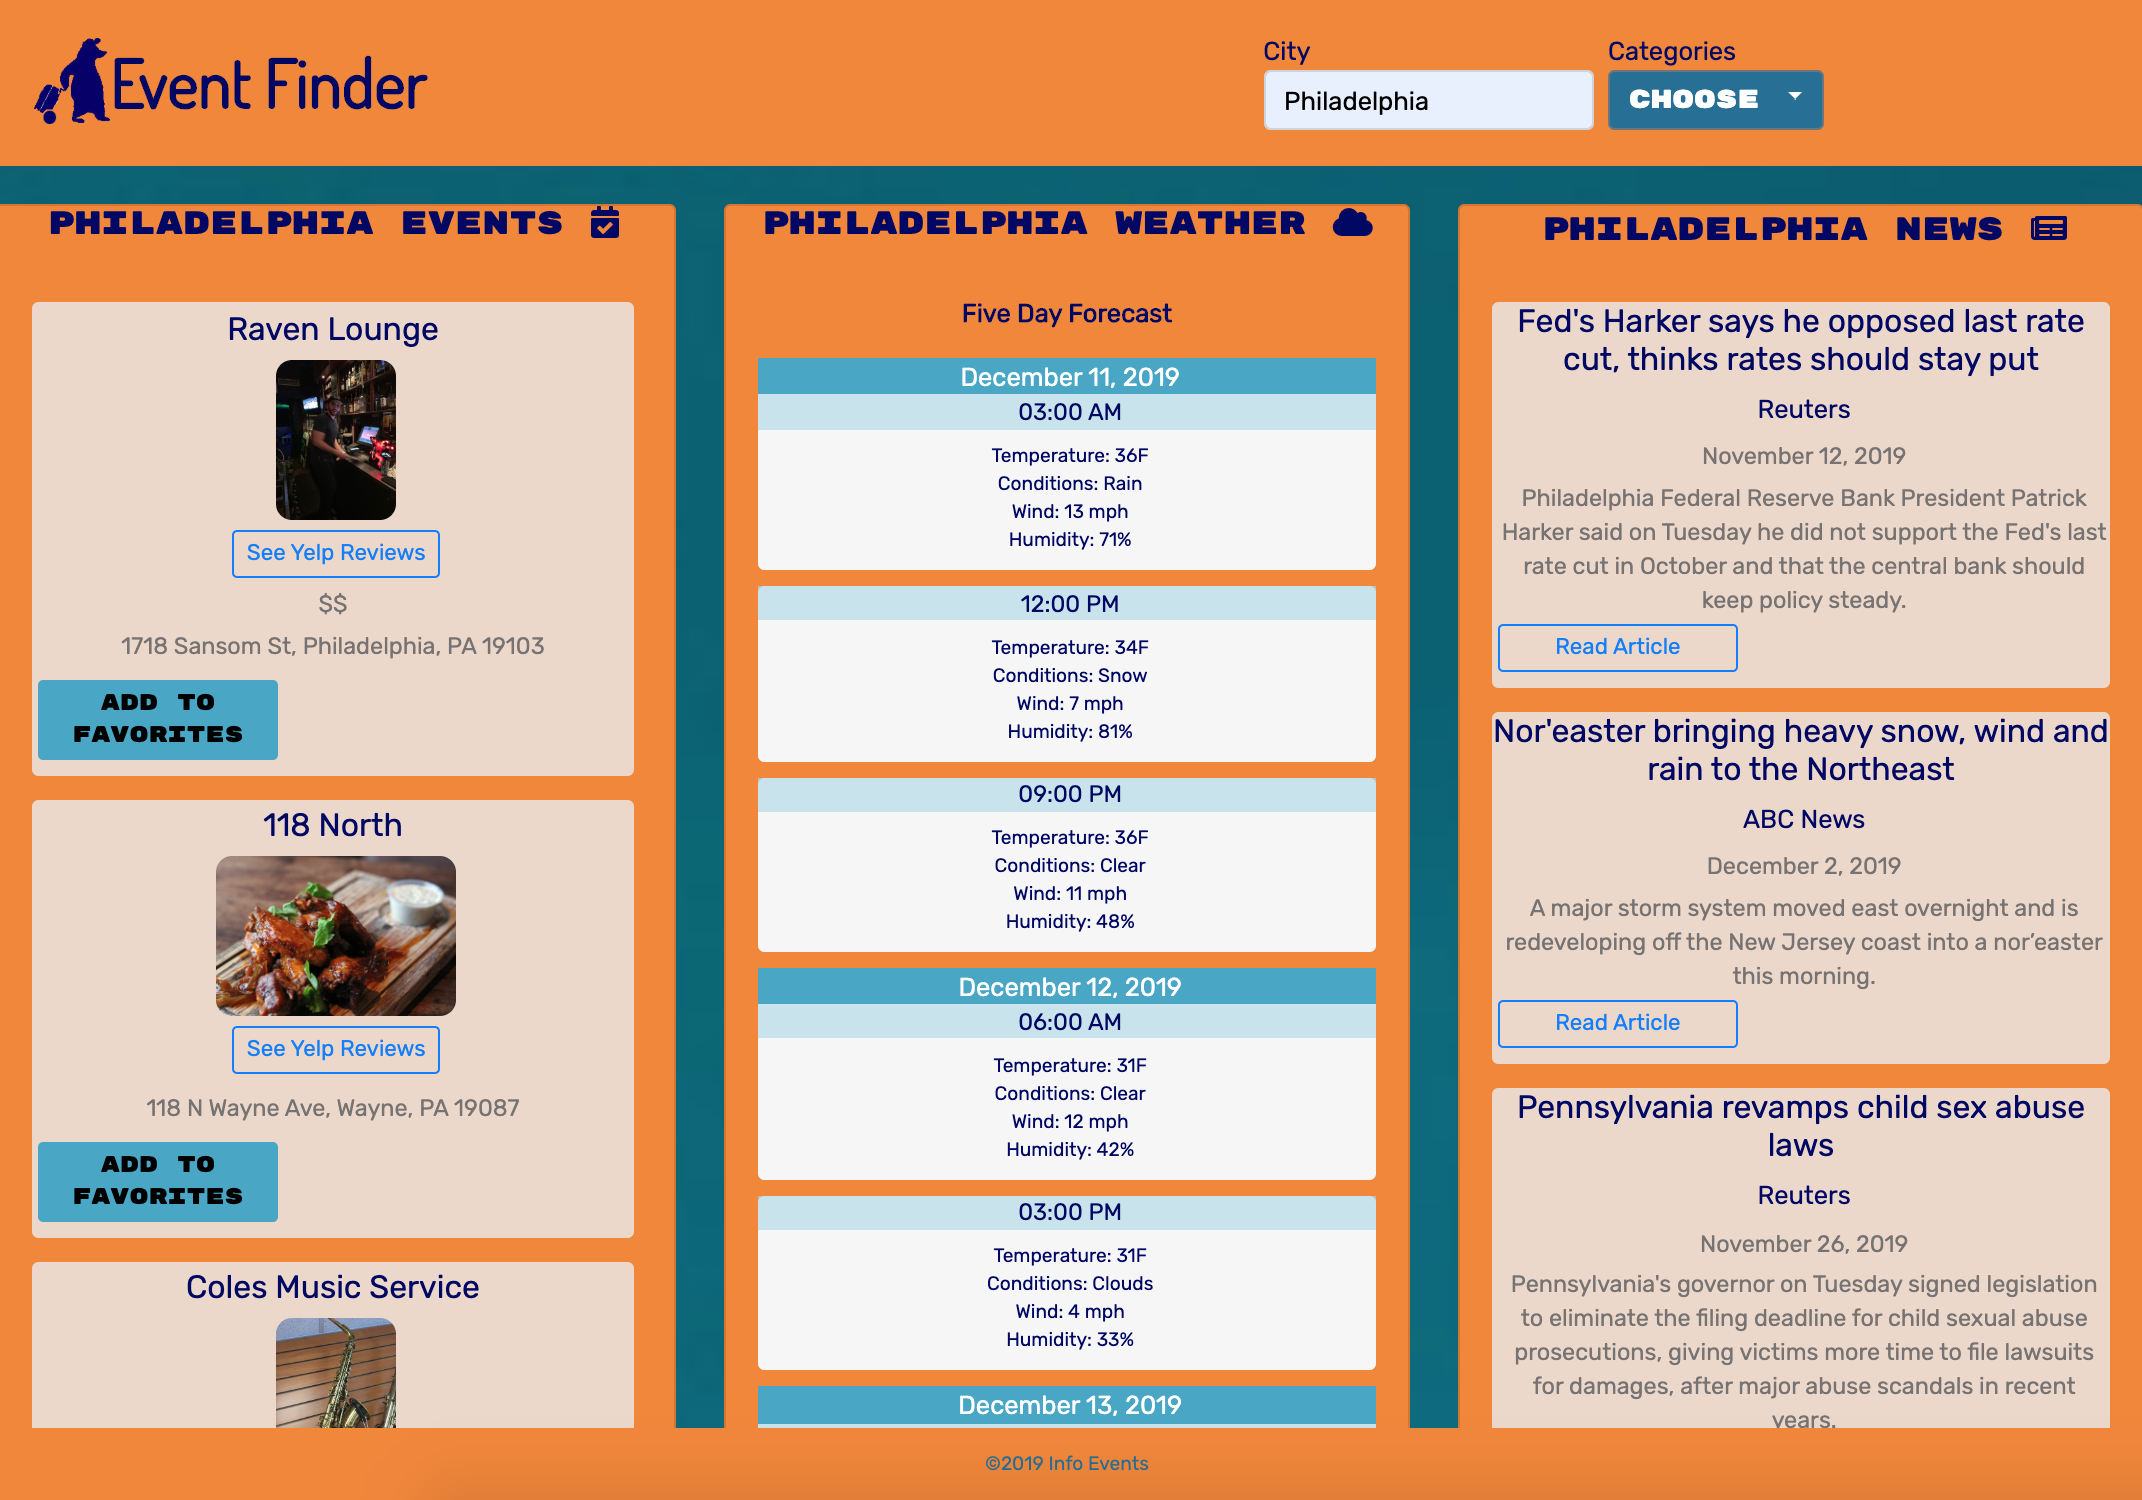 Event Finder
City
Philadelphia
Categories
CHOOSE
PHILADELPHIA EVENTS
Raven Lounge
See Yelp Reviews
$$
1718 Sansom St, Philadelphia, PA 19103
ADD TO
FAVORITES
118 North
See Yelp Reviews
118 N Wayne Ave, Wayne, PA 19087
ADD TO
FAVORITES
Coles Music Service
PHILADELPHIA WEATHER
Five Day Forecast
December 11, 2019
03:00 AM
Temperature: 36F
Conditions: Rain
Wind: 13 mph
Humidity: 71%
12:00 PM
Temperature: 34F
Conditions: Snow
Wind: 7 mph
Humidity: 81%
09:00 PM
Temperature: 36F
Conditions: Clear
Wind: 11 mph
Humidity: 48%
December 12, 2019
06:00 AM
Temperature: 31F
Conditions: Clear
Wind: 12 mph
Humidity: 42%
03:00 PM
Temperature: 31F
Conditions: Clouds
Wind: 4 mph
Humidity: 33%
December 13, 2019
PHILADELPHIA NEWS
Fed's Harker says he opposed last rate
cut, thinks rates should stay put
Reuters
November 12, 2019
Philadelphia Federal Reserve Bank President Patrick
Harker said on Tuesday he did not support the Fed's last
rate cut in October and that the central bank should
keep policy steady.
Read Article
Nor'easter bringing heavy snow, wind and
rain to the Northeast
ABC News
December 2, 2019
A major storm system moved east overnight and is
redeveloping off the New Jersey coast into a nor’easter
this morning.
Read Article
Pennsylvania revamps child sex abuse
laws
Reuters
November 26, 2019
Pennsylvania's governor on Tuesday signed legislation
to eliminate the filing deadline for child sexual abuse
prosecutions, giving victims more time to file lawsuits
for damages, after major abuse scandals in recent
years.
©2019 Info Events